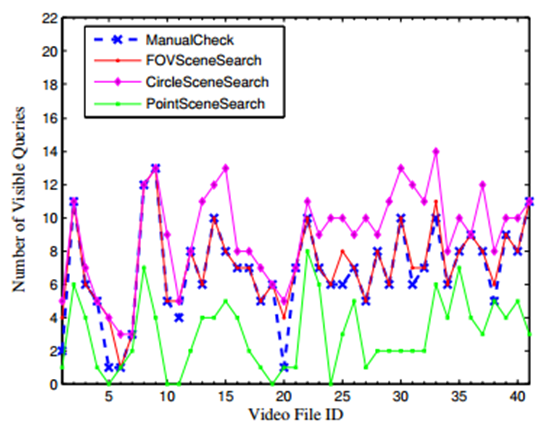 22
20
18
16
14
12
10
8
6
4
2
0
Number of Visible Queries
ManualCheck
FOVSceneSearch
CircleSceneSearch
PointSceneSearch
5 10 15 20 25 30 35 40
Video File ID